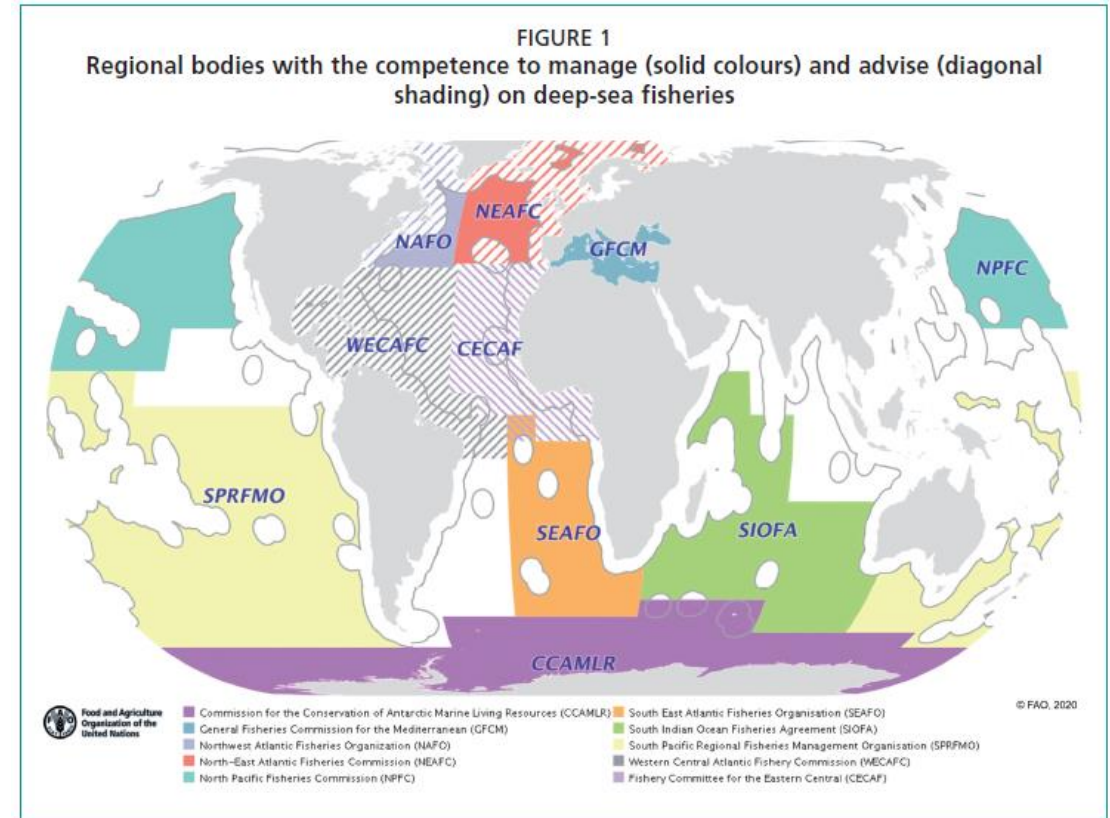 FIGURE 1
Regional bodies with the competence to manage (solid colours) and advise (diagonal
shading) on deep-sea fisheries
NEAFC
NAFO
GFCM
NPFC
WECAFC
CECAF
SPRFMO
SEAFO
SIOFA
CCAMLR
© FAO, 2020
FAO
Food and Agriculture
Organization of the
United Nations
Commission for the Conservation of Antarctic Marine Living Resources (CCAMLR)
General Fisheries Commission for the Mediterranean (GFCM)
Northwest Atlantic Fisheries Organization (NAFO)
North-East Atlantic Fisheries Commission (NEAFC)
North Pacific Fisheries Commission (NPFC)
South East Atlantic Fisheries Organisation (SEAFO)
South Indian Ocean Fisheries Agreement (SIOFA)
South Pacific Regional Fisheries Management Organisation (SPRFMO)
Western Central Atlantic Fishery Commission (WECAFC)
Fishery Committee for the Eastern Central (CECAF)